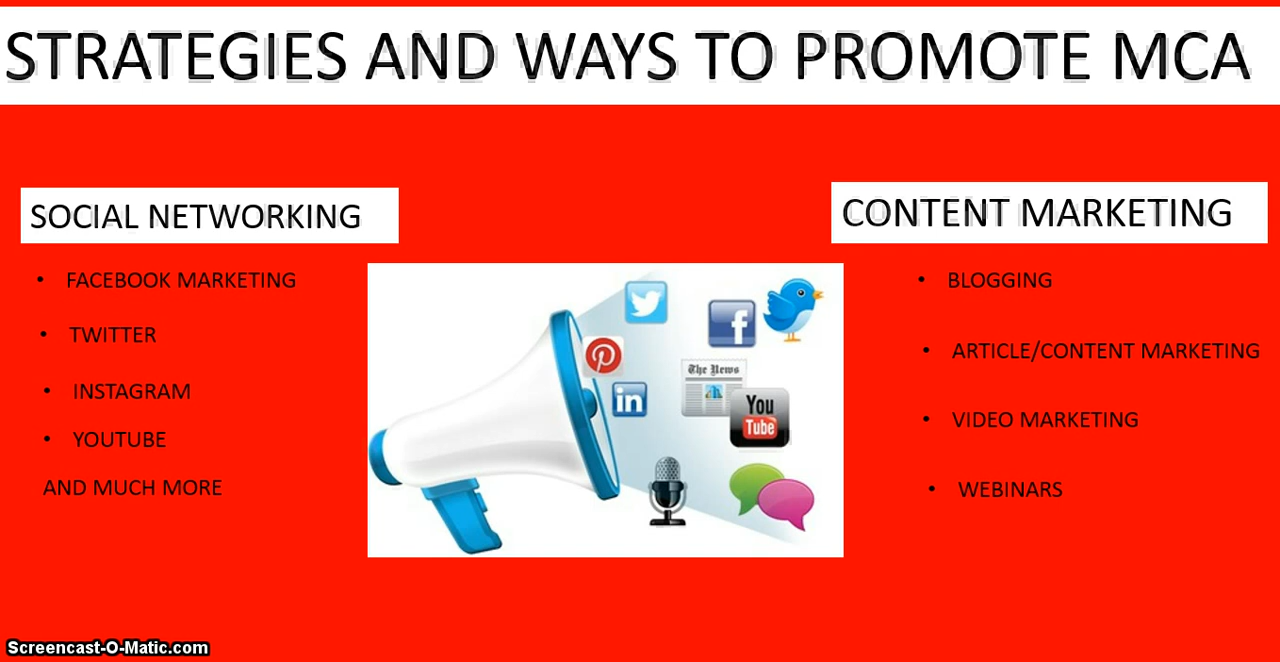 STRATEGIES AND WAYS TO PROMOTE MCA
SOCIAL NETWORKING
• FACEBOOK MARKETING
• TWITTER
• INSTAGRAM
• YOUTUBE
AND MUCH MORE
in
The News
You
Tube
CONTENT MARKETING
• BLOGGING
• ARTICLE/CONTENT MARKETING
• VIDEO MARKETING
• WEBINARS
Screencast-O-Matic.com